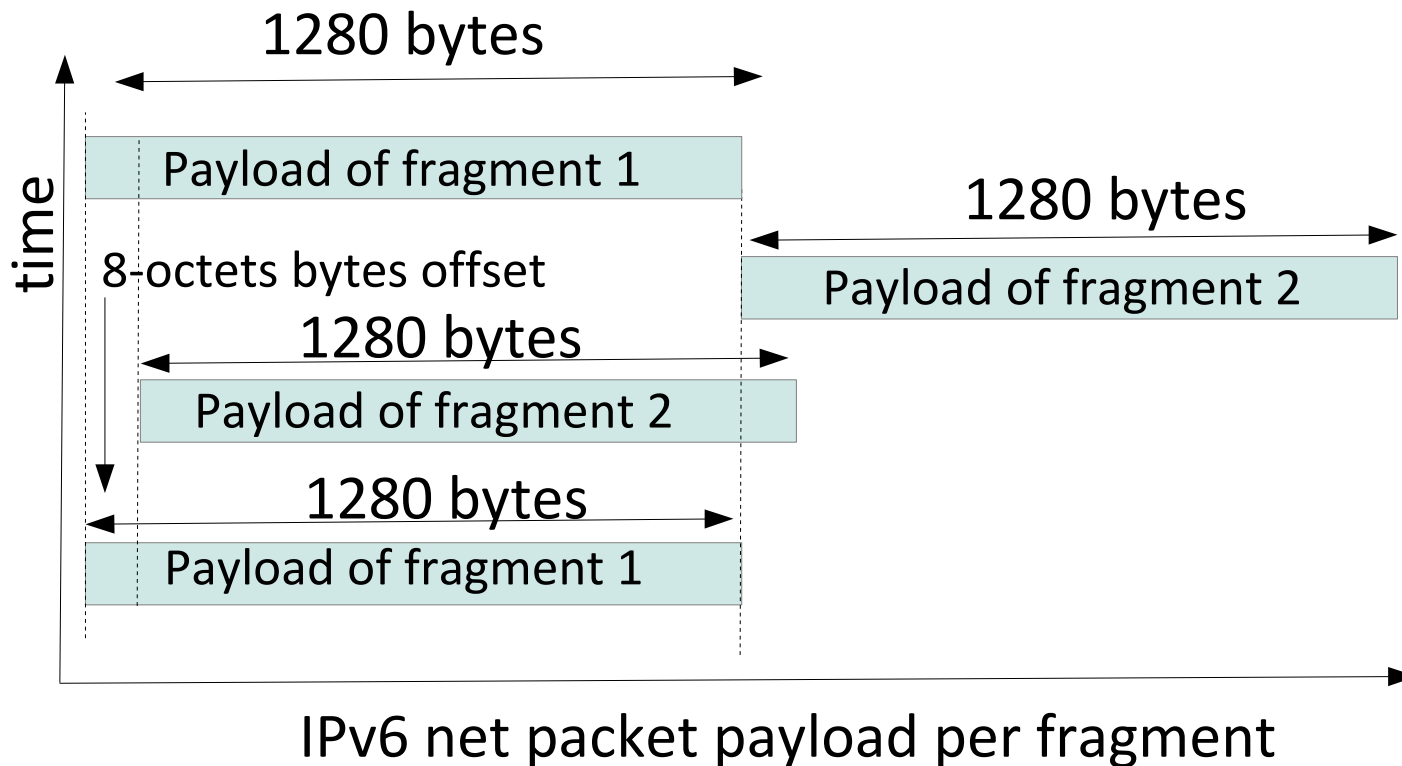 1280 bytes
Payload of fragment 1
1280 bytes
time
8-octets bytes offset
Payload of fragment 2
1280 bytes
Payload of fragment 2
1280 bytes
Payload of fragment 1
IPv6 net packet payload per fragment